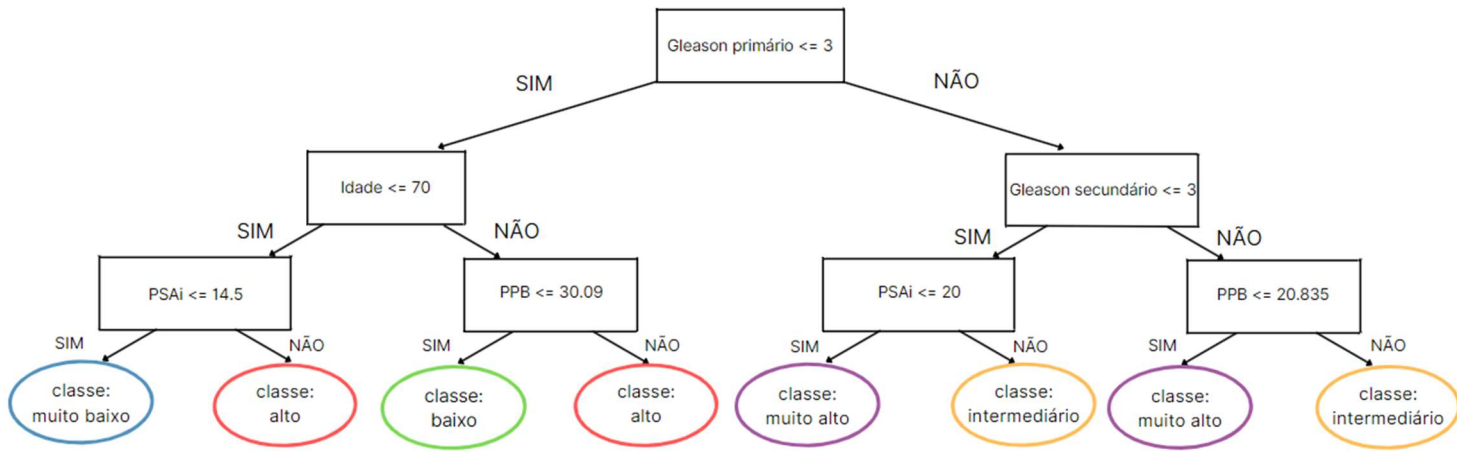 Gleason primário <= 3
SIM
NÃO
Idade <= 70
Gleason secundário <= 3
SIM
NÃO
SIM
NÃO
PSAi <= 14.5
PPB <= 30.09
PSAi <= 20
PPB <= 20.835
SIM
NÃO
SIM
NÃO
SIM
NÃO
SIM
NÃO
classe:
muito baixo
classe:
alto
classe:
baixo
classe:
alto
classe:
muito alto
classe:
intermediário
classe:
muito alto
classe:
intermediário